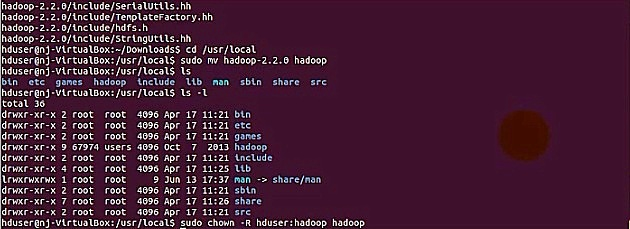 hadoop-2.2.0/include/SerialUtils.hh
hadoop-2.2.0/include/TemplateFactory.hh
hadoop-2.2.0/include/hdfs.h
hadoop-2.2.0/include/StringUtils.hh
hduser@nj-VirtualBox:~/Downloads$ cd /usr/local
hduser@nj-VirtualBox:/usr/local$ sudo mv hadoop-2.2.0 hadoop
hduser@nj-VirtualBox:/usr/local$ ls
bin  etc  games  hadoop  include  lib  man  sbin  share  src
hduser@nj-VirtualBox:/usr/local$ ls -l
total 36
drwxr-xr-x 2 root  root  4096 Apr 17 11:21 bin
drwxr-xr-x 2 root  root  4096 Apr 17 11:21 etc
drwxr-xr-x 2 root  root  4096 Apr 17 11:21 games
drwxr-xr-x 9 67974 users 4096 Oct  7  2013 hadoop
drwxr-xr-x 2 root  root  4096 Apr 17 11:21 include
drwxr-xr-x 4 root  root  4096 Apr 17 11:25 lib
lrwxrwxrwx 1 root  root     9 Jun 13 17:37 man -> share/man
drwxr-xr-x 2 root  root  4096 Apr 17 11:21 sbin
drwxr-xr-x 7 root  root  4096 Apr 17 11:26 share
drwxr-xr-x 2 root  root  4096 Apr 17 11:21 src
hduser@nj-VirtualBox:/usr/local$ sudo chown -R hduser:hadoop hadoop